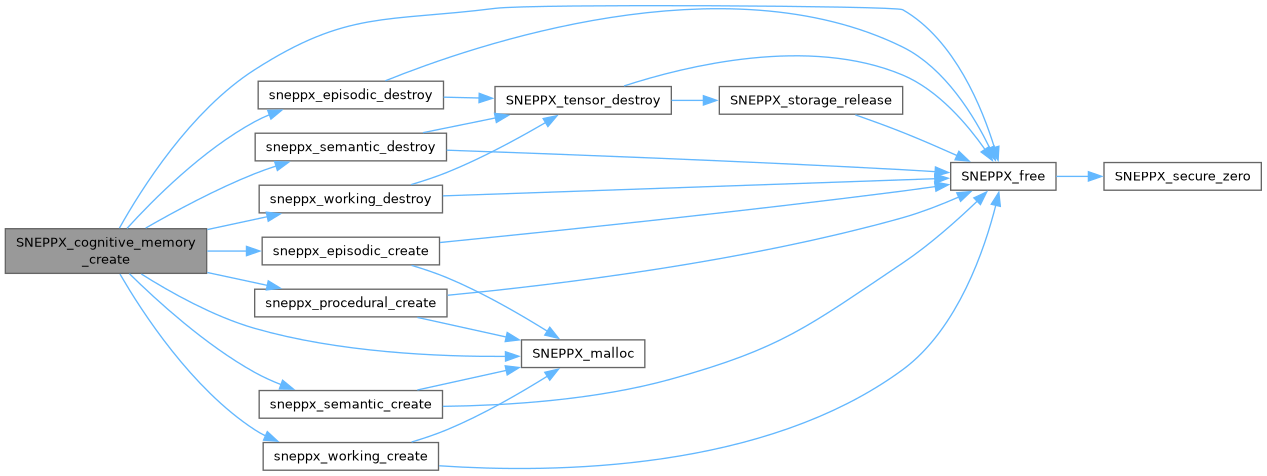 SNEPPX_cognitive_memory
_create
sneppx_episodic_destroy
sneppx_semantic_destroy
sneppx_working_destroy
sneppx_episodic_create
sneppx_procedural_create
sneppx_semantic_create
sneppx_working_create
SNEPPX_tensor_destroy
SNEPPX_malloc
SNEPPX_storage_release
SNEPPX_free
SNEPPX_secure_zero